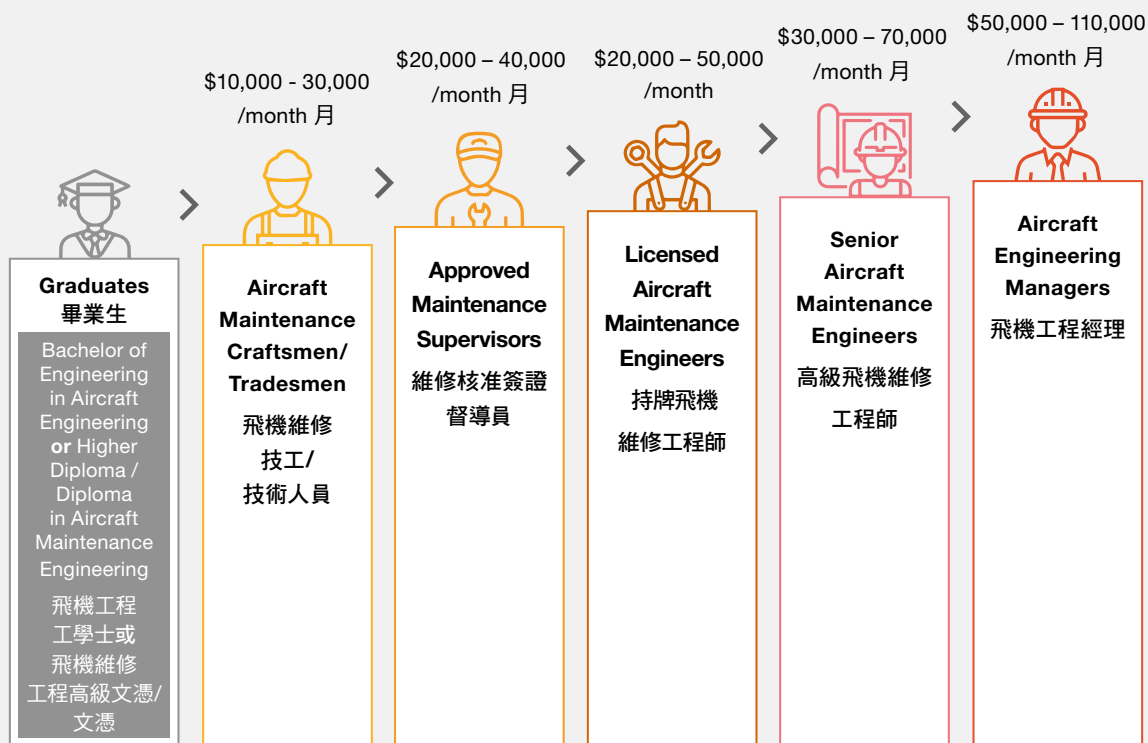 Graduates
畢業生
Bachelor of
Engineering
in Aircraft
Engineering
or Higher
Diploma /
Diploma
in Aircraft
Maintenance
Engineering
飛機工程
工學士或
飛機維修
工程高級文憑/
文憑
$10,000 - 30,000
/month 月
Aircraft
Maintenance
Craftsmen/
Tradesmen
飛機維修
技工/
技術人員
$20,000 – 40,000
/month 月
Approved
Maintenance
Supervisors
維修核准簽證
督導員
$20,000 – 50,000
/month
Licensed
Aircraft
Maintenance
Engineers
持牌飛機
維修工程師
$30,000 – 70,000
/month 月
Senior
Aircraft
Maintenance
Engineers
高級飛機維修
工程師
$50,000 – 110,000
/month 月
Aircraft
Engineering
Managers
飛機工程經理